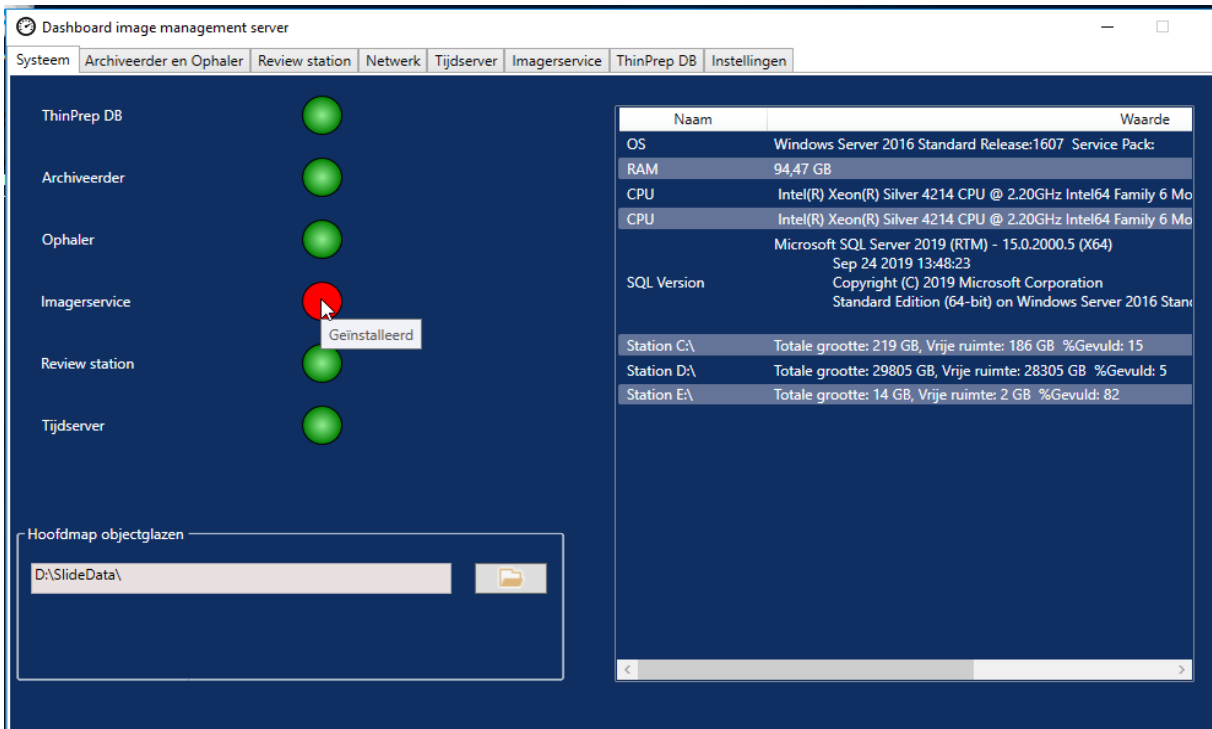 Dashboard image management server
Systeem Archiveerder en Ophaler Review station Netwerk Tijdserver Imagerservice ThinPrep DB Instellingen
ThinPrep DB
Archiveerder
Ophaler
Imagerservice
Geïnstalleerd
Review station
Tijdserver
Hoofdmap objectglazen
D:\SlideData\
Naam Waarde
OS Windows Server 2016 Standard Release:1607 Service Pack:
RAM 94,47 GB
CPU Intel(R) Xeon(R) Silver 4214 CPU @ 2.20GHz Intel64 Family 6 Mo
CPU Intel(R) Xeon(R) Silver 4214 CPU @ 2.20GHz Intel64 Family 6 Mo
Microsoft SQL Server 2019 (RTM) - 15.0.2000.5 (X64)
Sep 24 2019 13:48:23
SQL Version Copyright (C) 2019 Microsoft Corporation
Standard Edition (64-bit) on Windows Server 2016 Stan
Station C:\ Totale grootte: 219 GB, Vrije ruimte: 186 GB %Gevuld: 15
Station D:\ Totale grootte: 29805 GB, Vrije ruimte: 28305 GB %Gevuld: 5
Station E:\ Totale grootte: 14 GB, Vrije ruimte: 2 GB %Gevuld: 82